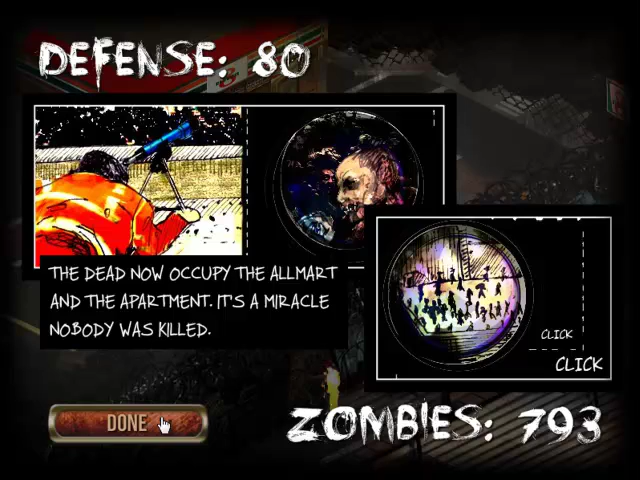 DEFENSE: 80
THE DEAD NOW OCCUPY THE ALLMART
AND THE APARTMENT. IT'S A MIRACLE
NOBODY WAS KILLED.
CLICK
CLICK
DONE
ZOMBIES: 793